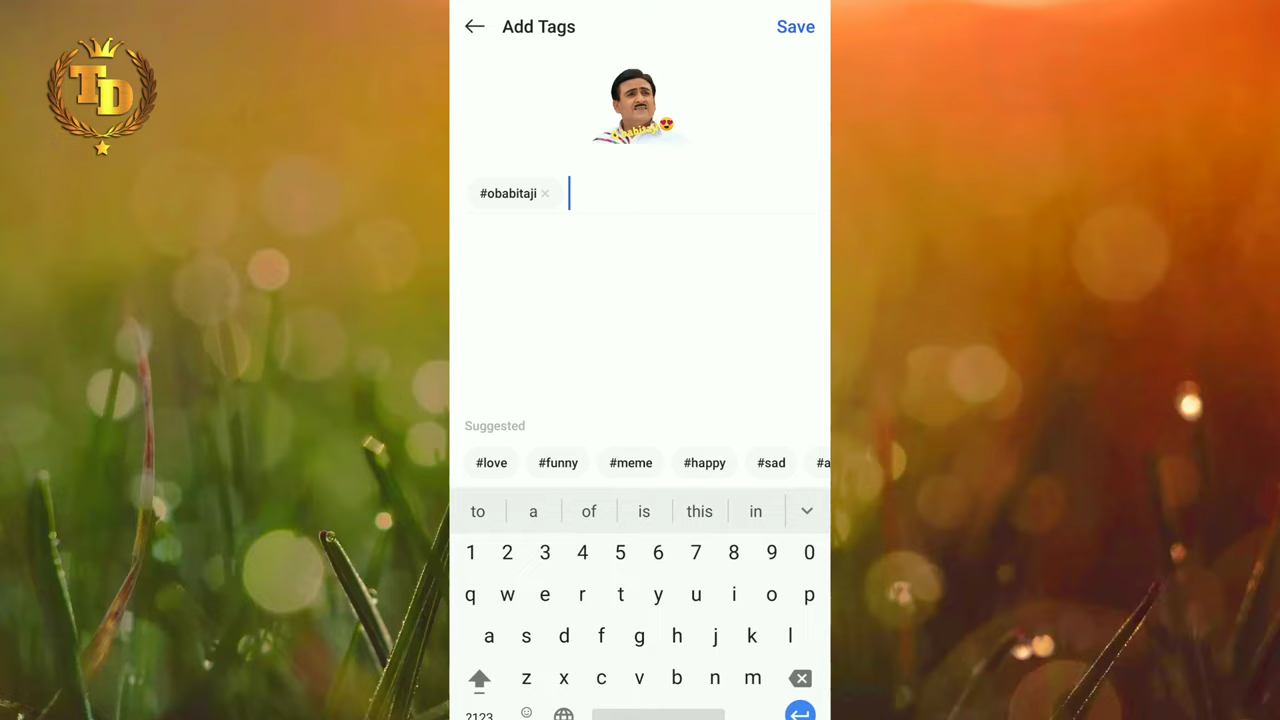 TD
Add Tags
Save
O babitaji
#obabitaji
Suggested
#love #funny #meme #happy #sad #a
to a of is this in
1 2 3 4 5 6 7 8 9 0
q w e r t y u i o p
a s d f g h j k l
z x c v b n m
?123